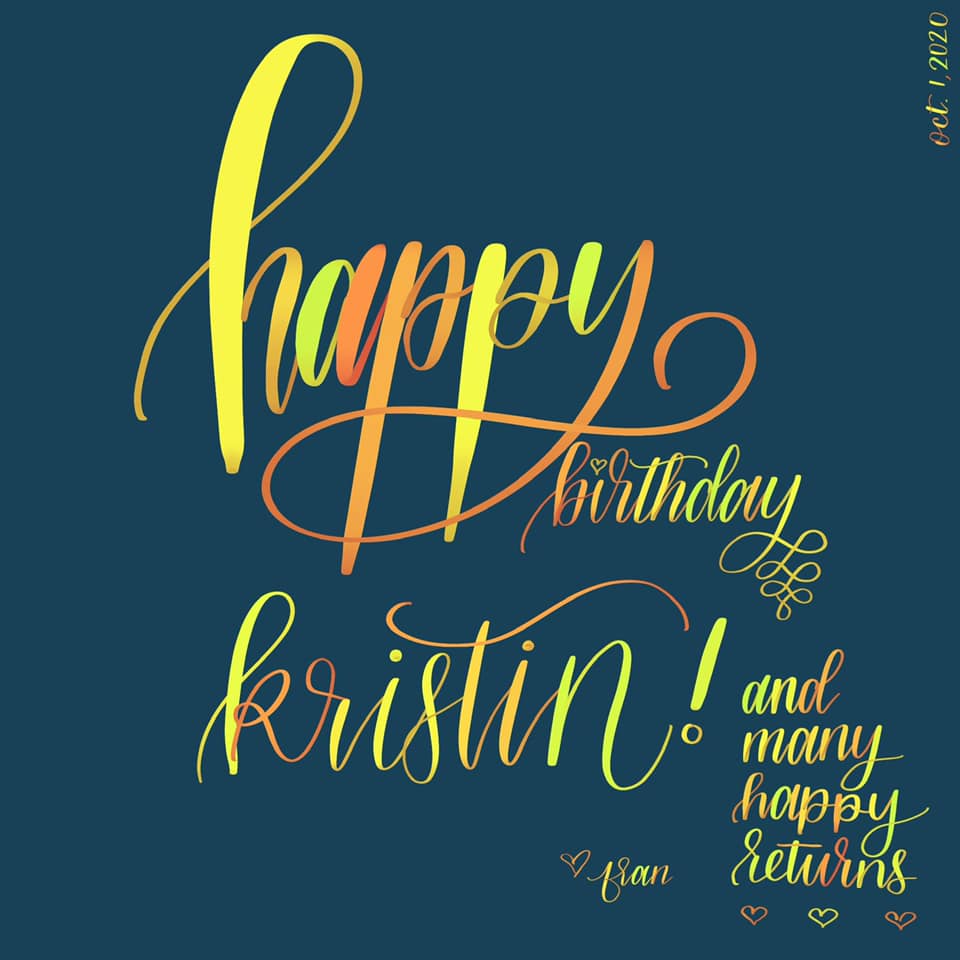 oct. 1, 2020
happy
birthday
kristin!
and
many
happy
returns
♡ fran